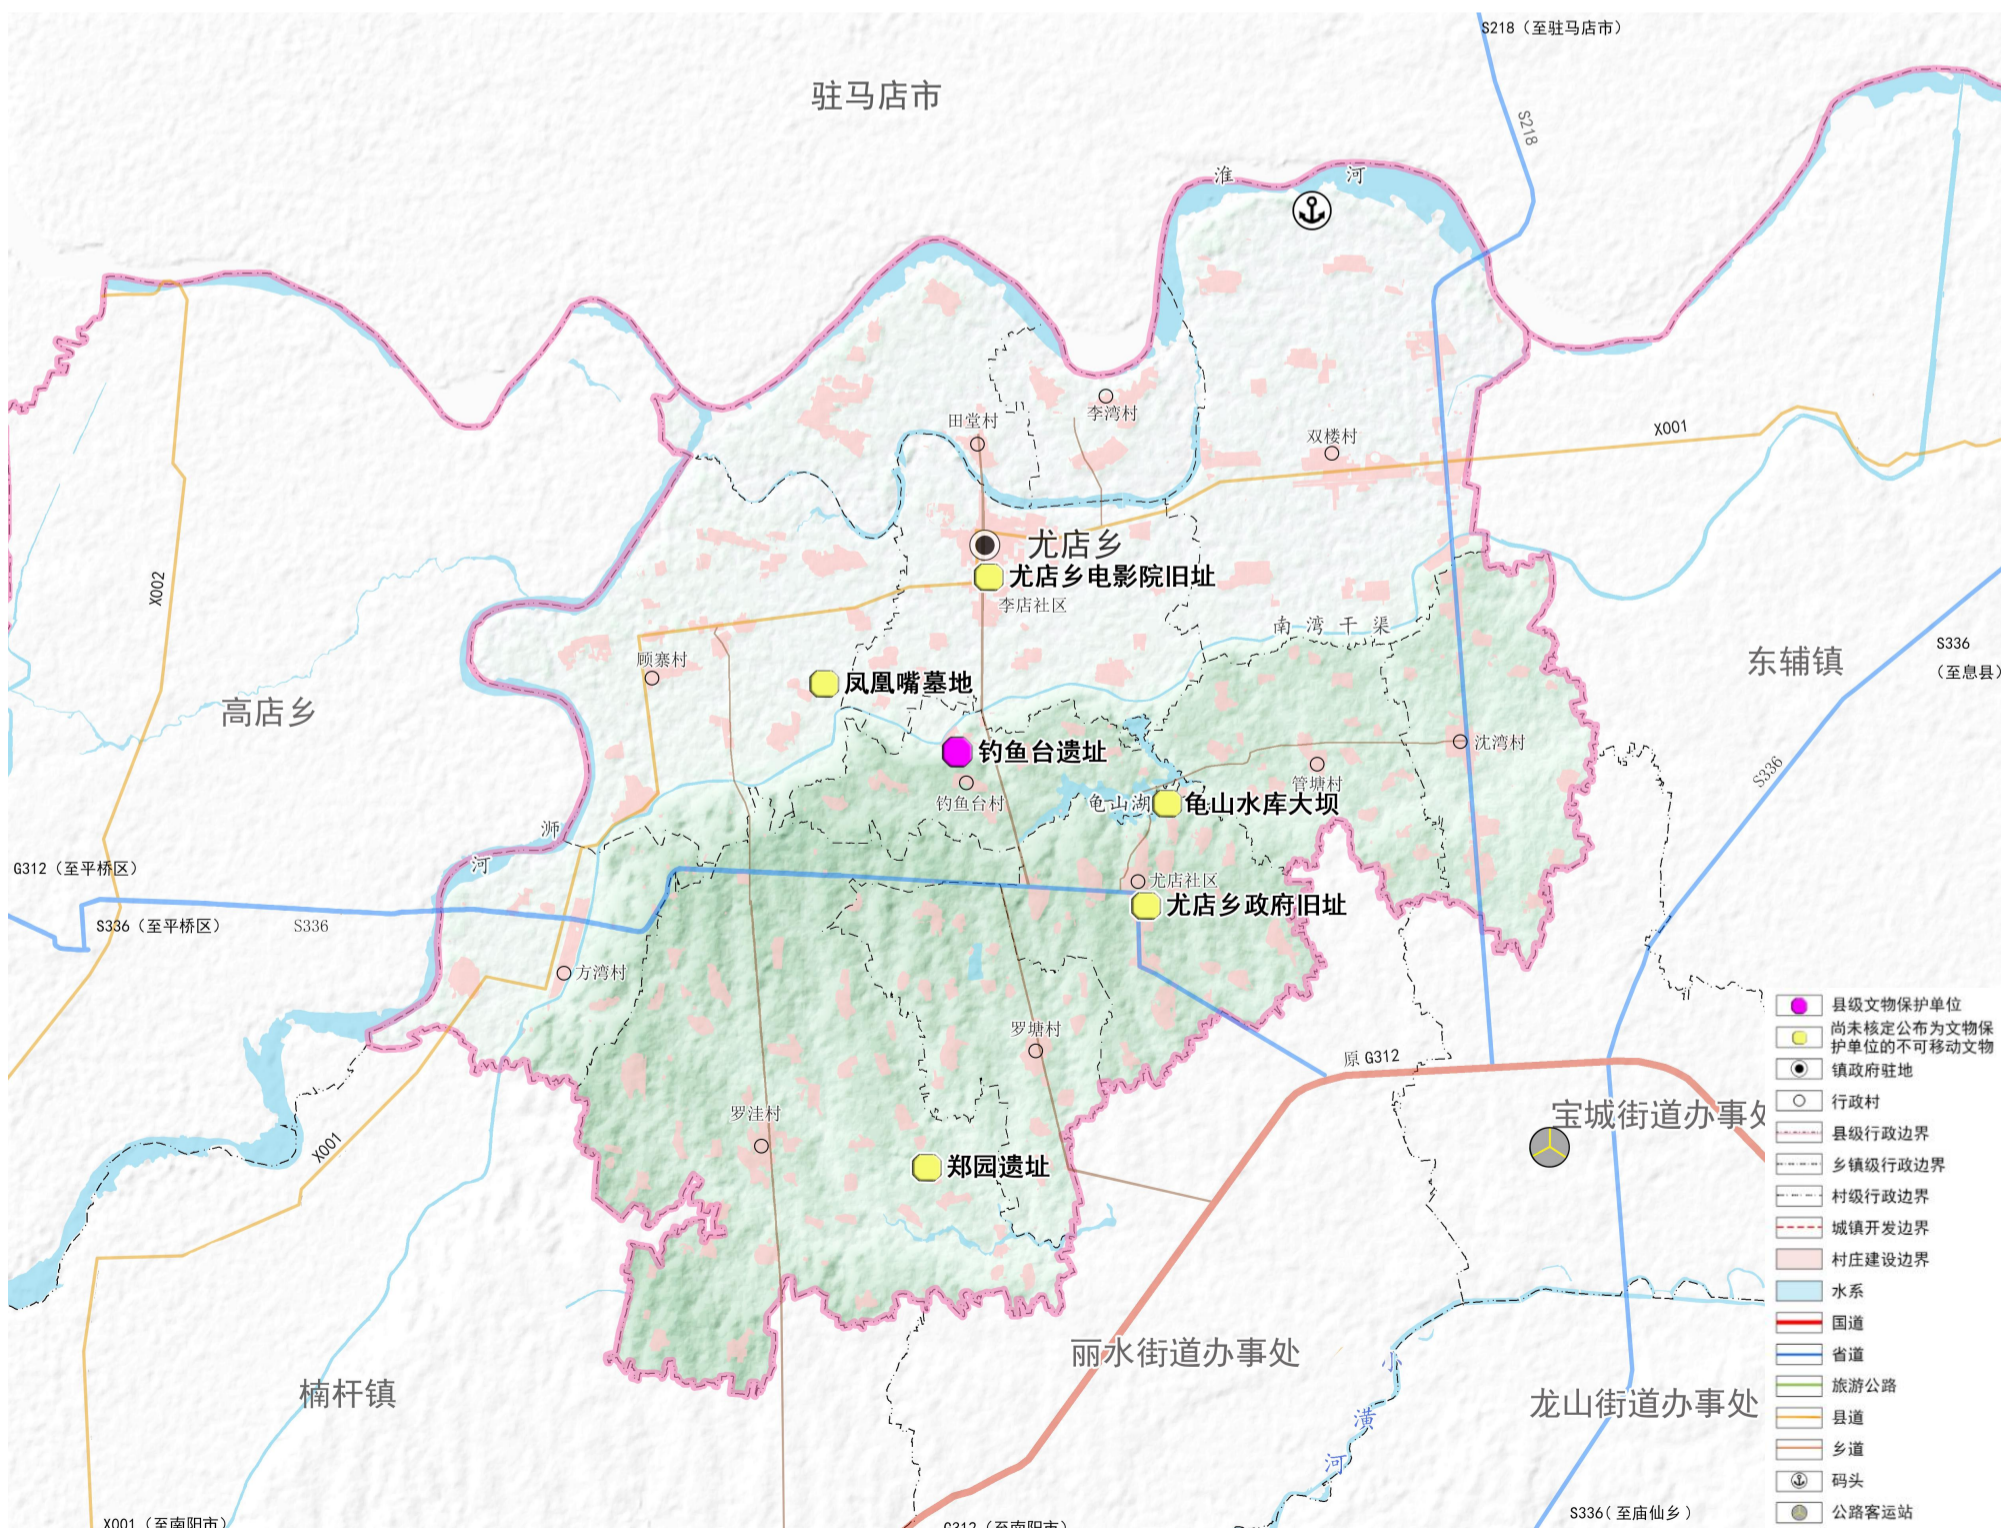 S218（至驻马店市）
驻马店市
S218
淮 河
李湾村
田堂村
双楼村
X001
尤店乡
尤店乡电影院旧址
李店社区
X002
南 湾 干 渠
S336
（至息县）
东辅镇
顾寨村
凤凰嘴墓地
高店乡
钓鱼台遗址
沈湾村
S336
管塘村
钓鱼台村
龟山湖
龟山水库大坝
浉
河
G312（至平桥区）
尤店社区
尤店乡政府旧址
S336（至平桥区）
S336
方湾村
罗塘村
原 G312
罗洼村
宝城街道办事处
X001
郑园遗址
丽水街道办事处
小
潢
河
楠杆镇
龙山街道办事处
S336（至庙仙乡）
X001（至南阳市）
G312（至南阳市）
县级文物保护单位
尚未核定公布为文物保
护单位的不可移动文物
镇政府驻地
行政村
县级行政边界
乡镇级行政边界
村级行政边界
城镇开发边界
村庄建设边界
水系
国道
省道
旅游公路
县道
乡道
码头
公路客运站